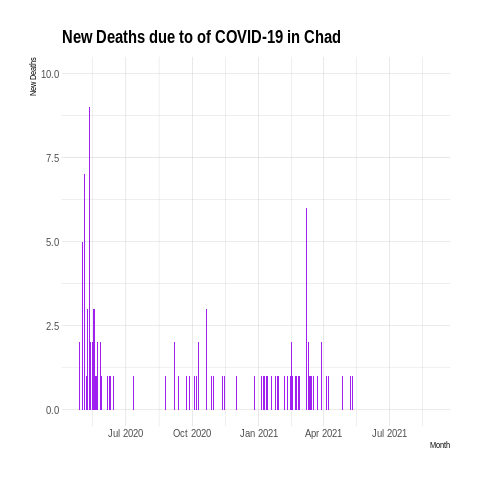 New Deaths due to of COVID-19 in Chad
New Deaths
10.0
7.5
5.0
2.5
0.0
Jul 2020 Oct 2020 Jan 2021 Apr 2021 Jul 2021
Month